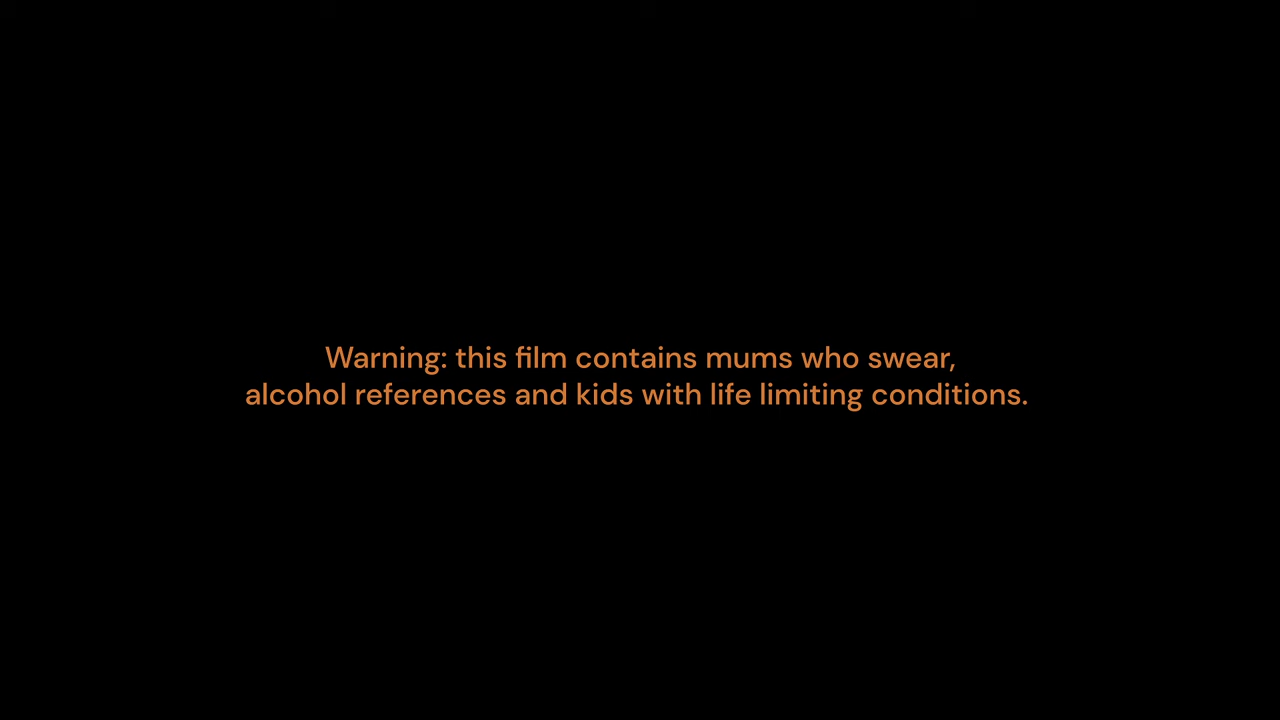 Warning: this film contains mums who swear,
alcohol references and kids with life limiting conditions.